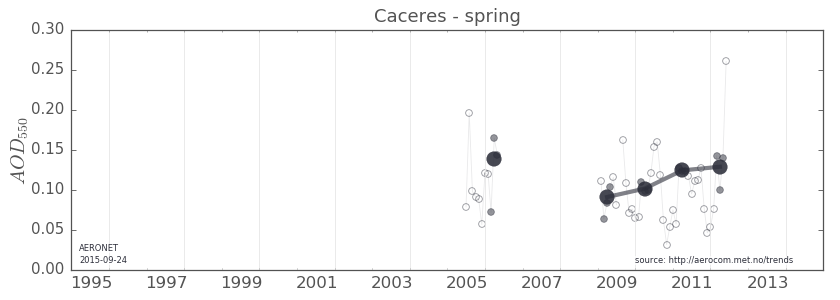 Caceres - spring
0.30
0.25
0.20
0.15
0.10
0.05
0.00
AOD550
AERONET
2015-09-24
source: http://aerocom.met.no/trends
1995 1997 1999 2001 2003 2005 2007 2009 2011 2013